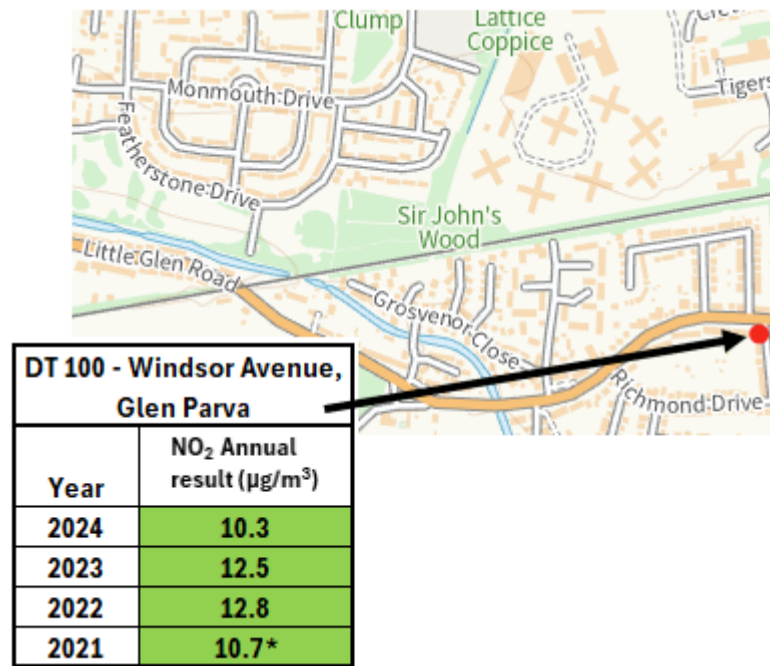 Clump
Lattice
Coppice
Monmouth Drive
Tigers
Featherstone Drive
Sir John's
Wood
Little Glen Road
Grosvenor Close
Richmond Drive
DT 100 - Windsor Avenue,
Glen Parva
Year
NO₂ Annual
result (µg/m³)
2024 10.3
2023 12.5
2022 12.8
2021 10.7*